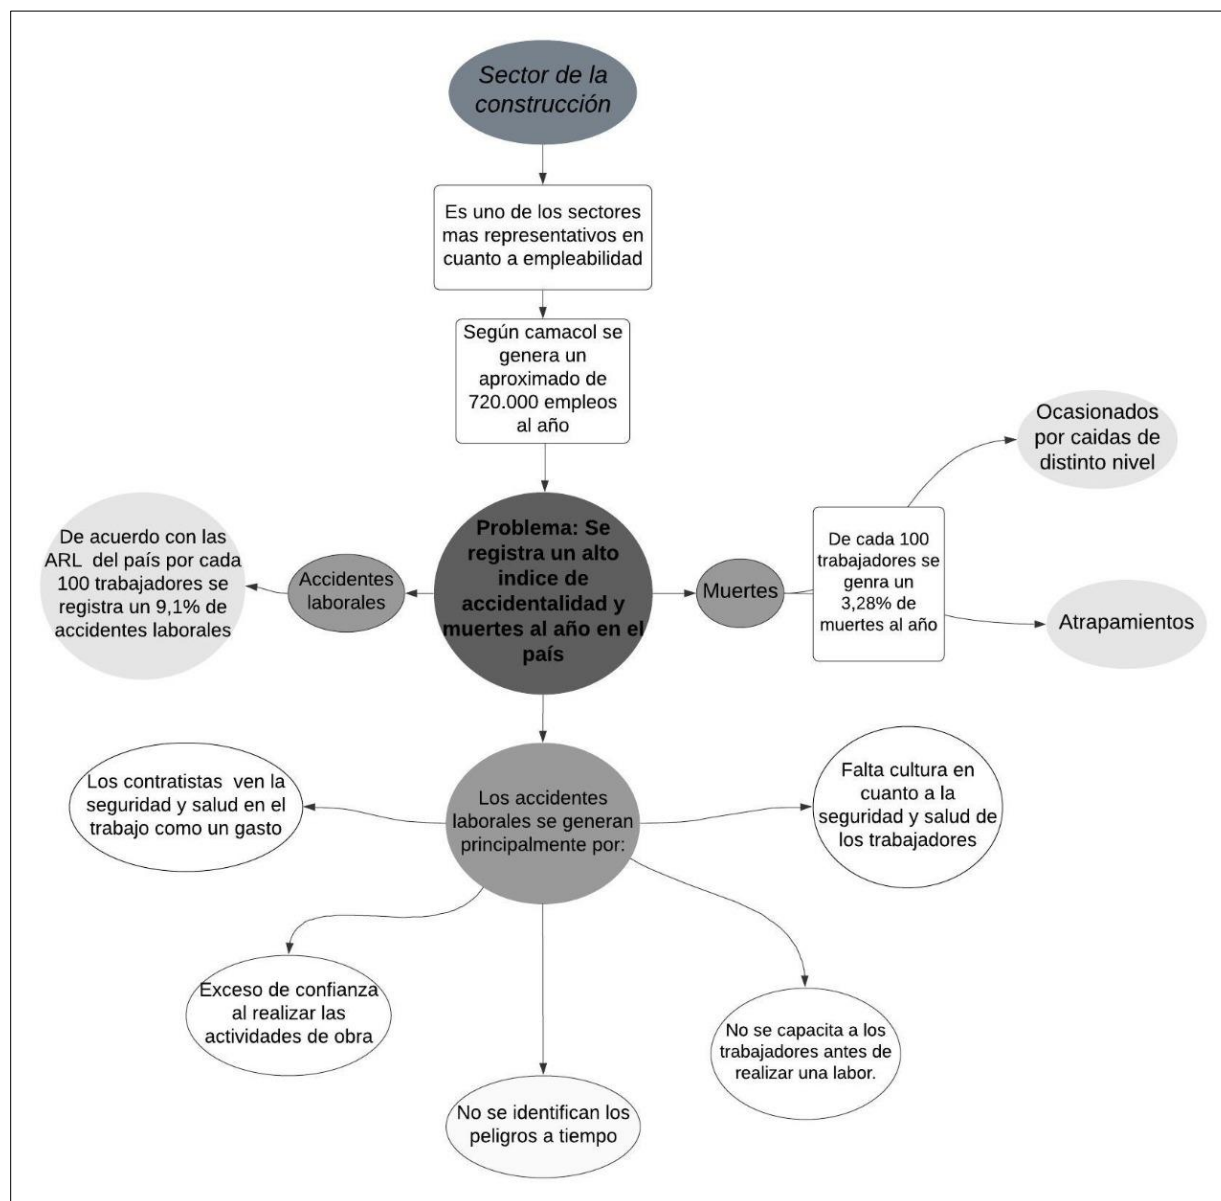 Sector de la
construcción
Es uno de los sectores
mas representativos en
cuanto a empleabilidad
Según camacol se
genera un
aproximado de
720.000 empleos
al año
Problema: Se
registra un alto
indice de
accidentalidad y
muertes al año en el
país
Accidentes
laborales
De acuerdo con las
ARL  del país por cada
100 trabajadores se
registra un 9,1% de
accidentes laborales
Muertes
De cada 100
trabajadores se
genra un
3,28% de
muertes al año
Ocasionados
por caidas de
distinto nivel
Atrapamientos
Los accidentes
laborales se generan
principalmente por:
Los contratistas  ven la
seguridad y salud en el
trabajo como un gasto
Exceso de confianza
al realizar las
actividades de obra
No se identifican los
peligros a tiempo
No se capacita a los
trabajadores antes de
realizar una labor.
Falta cultura en
cuanto a la
seguridad y salud de
los trabajadores